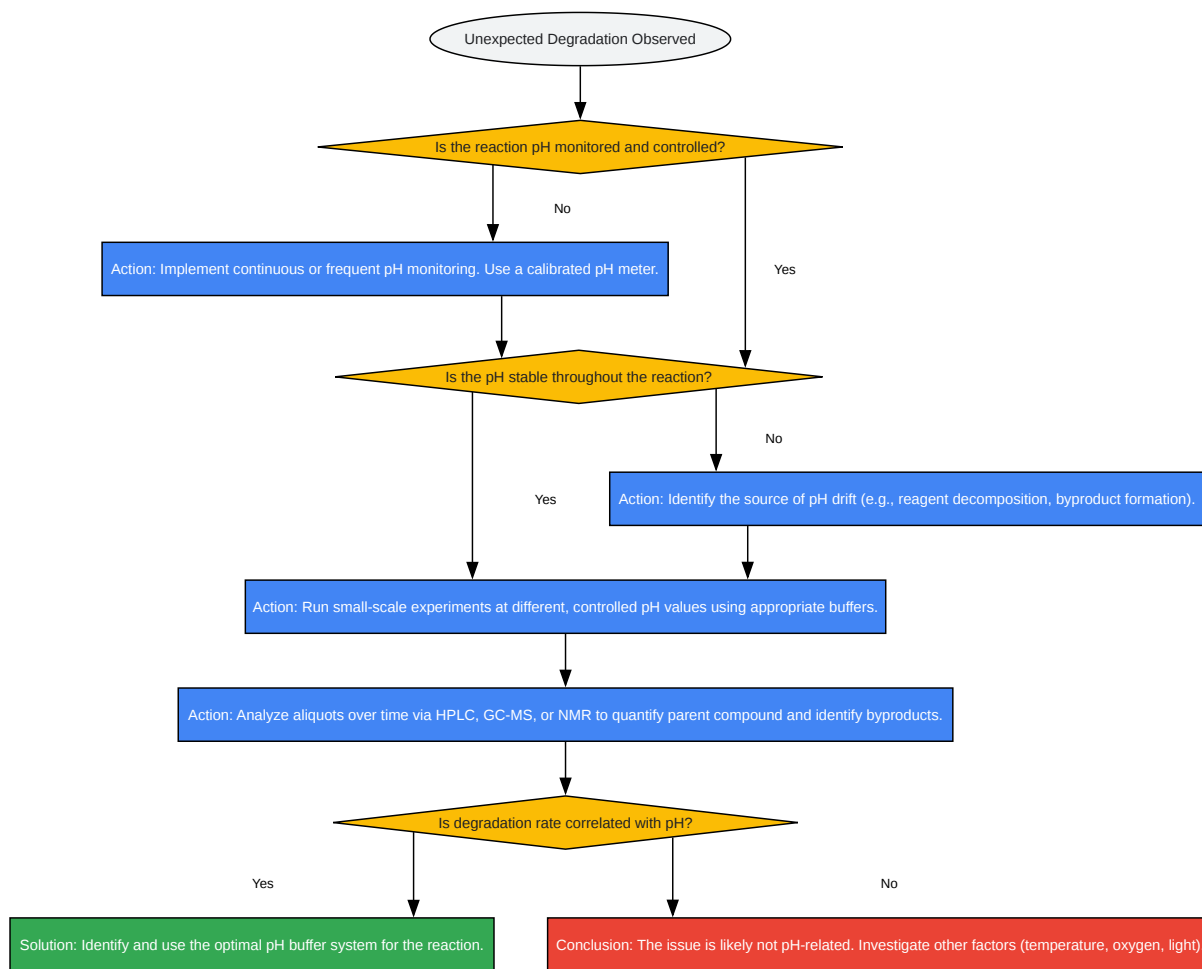 Unexpected Degradation Observed
Is the reaction pH monitored and controlled?
No
Action: Implement continuous or frequent pH monitoring. Use a calibrated pH meter.
Yes
Is the pH stable throughout the reaction?
No
Yes
Action: Identify the source of pH drift (e.g., reagent decomposition, byproduct formation).
Action: Run small-scale experiments at different, controlled pH values using appropriate buffers.
Action: Analyze aliquots over time via HPLC, GC-MS, or NMR to quantify parent compound and identify byproducts.
Is degradation rate correlated with pH?
Yes
No
Solution: Identify and use the optimal pH buffer system for the reaction.
Conclusion: The issue is likely not pH-related. Investigate other factors (temperature, oxygen, light)